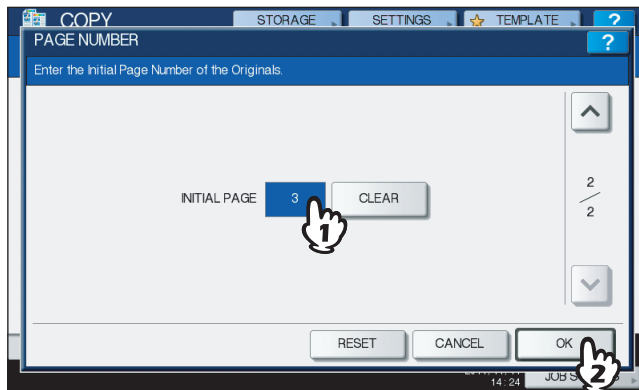 COPY STORAGE SETTINGS TEMPLATE ?
PAGE NUMBER ?
Enter the Initial Page Number of the Originals.
INITIAL PAGE 3 CLEAR
1
2
2
RESET CANCEL OK
2
14:24 JOB